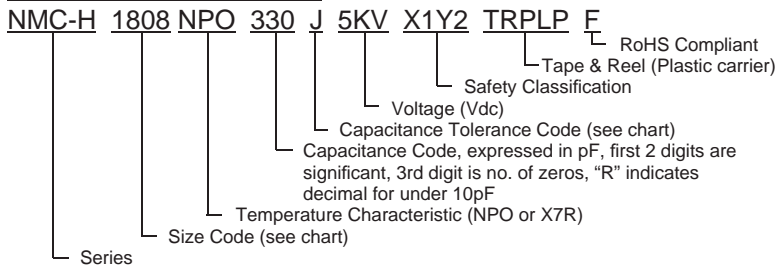 NMC-H 1808 NPO 330 J 5KV X1Y2 TRPLP F
RoHS Compliant
Tape & Reel (Plastic carrier)
Safety Classification
Voltage (Vdc)
Capacitance Tolerance Code (see chart)
Capacitance Code, expressed in pF, first 2 digits are
significant, 3rd digit is no. of zeros, “R” indicates
decimal for under 10pF
Temperature Characteristic (NPO or X7R)
Size Code (see chart)
Series